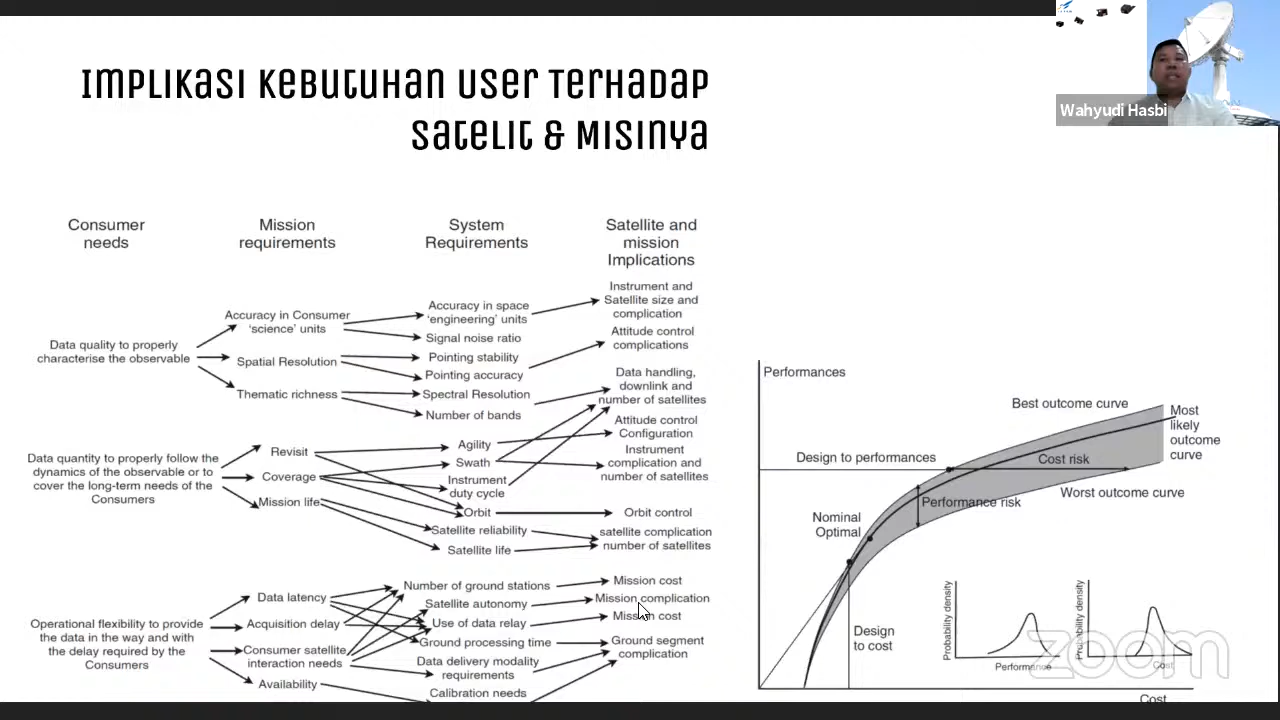 Implikasi Kebutuhan User Terhadap
Satelit & Misinya
Wahyudi Hasbi
Consumer
needs
Mission
requirements
System
Requirements
Satellite and
mission
Implications
Data quality to properly
characterise the observable
Accuracy in Consumer
‘science’ units
Spatial Resolution
Thematic richness
Accuracy in space
‘engineering’ units
Signal noise ratio
Pointing stability
Pointing accuracy
Spectral Resolution
Number of bands
Instrument and
Satellite size and
complication
Attitude control
complications
Data handling,
downlink and
number of satellites
Data quantity to properly follow the
dynamics of the observable or to
cover the long-term needs of the
Consumers
Revisit
Coverage
Mission life
Agility
Swath
Instrument
duty cycle
Orbit
Satellite reliability
Satellite life
Attitude control
Configuration
Instrument
complication and
number of satellites
Orbit control
satellite complication
number of satellites
Operational flexibility to provide
the data in the way and with
the delay required by the
Consumers
Data latency
Acquisition delay
Consumer satellite
interaction needs
Availability
Number of ground stations
Satellite autonomy
Use of data relay
Ground processing time
Data delivery modality
requirements
Calibration needs
Mission cost
Mission complication
Mission cost
Ground segment
complication
Performances
Best outcome curve
Most
likely
outcome
curve
Design to performances
Cost risk
Worst outcome curve
Performance risk
Nominal
Optimal
Design
to cost
Probability density
Performance
Probability density
Cost
Cost
zoom